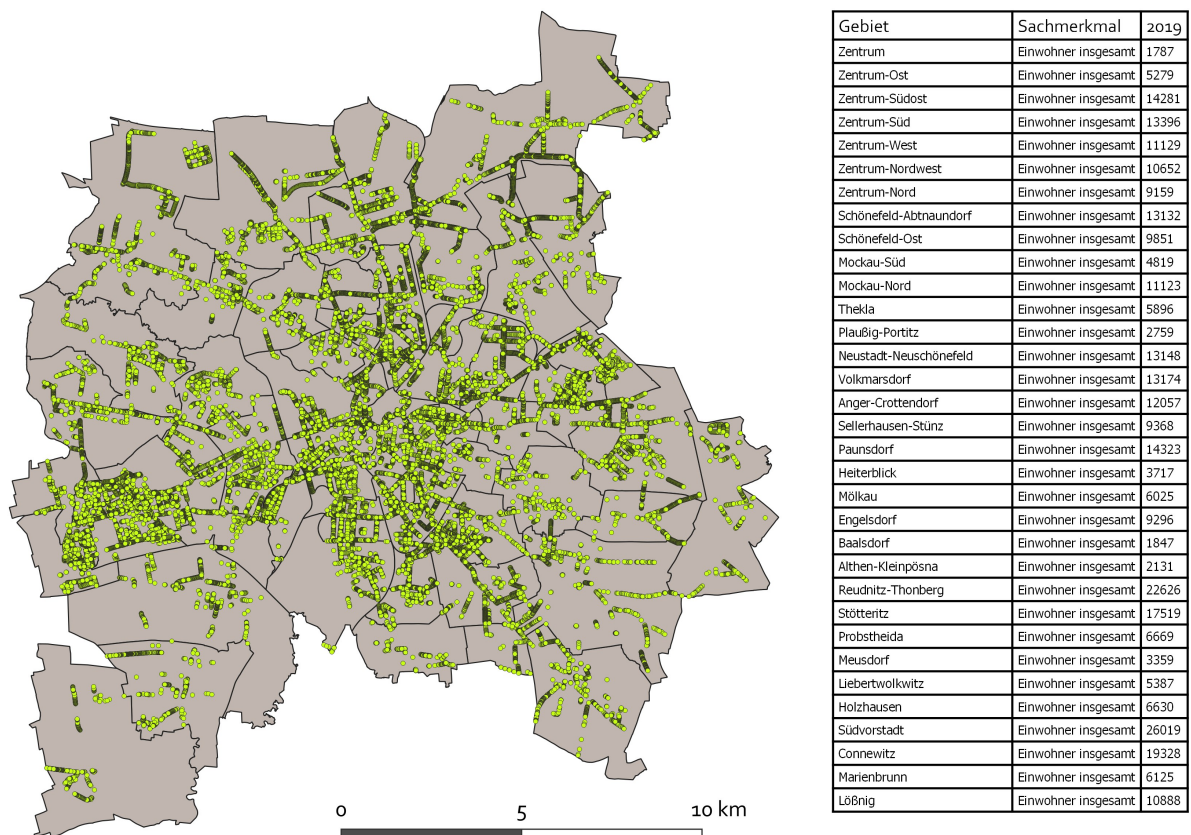 Gebiet Sachmerkmal 2019
Zentrum Einwohner insgesamt 1787
Zentrum-Ost Einwohner insgesamt 5279
Zentrum-Südost Einwohner insgesamt 14281
Zentrum-Süd Einwohner insgesamt 13396
Zentrum-West Einwohner insgesamt 11129
Zentrum-Nordwest Einwohner insgesamt 10652
Zentrum-Nord Einwohner insgesamt 9159
Schönefeld-Abtnaundorf Einwohner insgesamt 13132
Schönefeld-Ost Einwohner insgesamt 9851
Mockau-Süd Einwohner insgesamt 4819
Mockau-Nord Einwohner insgesamt 11123
Thekla Einwohner insgesamt 5896
Plaußig-Portitz Einwohner insgesamt 2759
Neustadt-Neuschönefeld Einwohner insgesamt 13148
Volkmarsdorf Einwohner insgesamt 13174
Anger-Crottendorf Einwohner insgesamt 12057
Sellerhausen-Stünz Einwohner insgesamt 9368
Paunsdorf Einwohner insgesamt 14323
Heiterblick Einwohner insgesamt 3717
Mölkau Einwohner insgesamt 6025
Engelsdorf Einwohner insgesamt 9296
Baalsdorf Einwohner insgesamt 1847
Althen-Kleinpösna Einwohner insgesamt 2131
Reudnitz-Thonberg Einwohner insgesamt 22626
Stötteritz Einwohner insgesamt 17519
Probstheida Einwohner insgesamt 6669
Meusdorf Einwohner insgesamt 3359
Liebertwolkwitz Einwohner insgesamt 5387
Holzhausen Einwohner insgesamt 6630
Südvorstadt Einwohner insgesamt 26019
Connewitz Einwohner insgesamt 19328
Marienbrunn Einwohner insgesamt 6125
Lößnig Einwohner insgesamt 10888
0 5 10 km